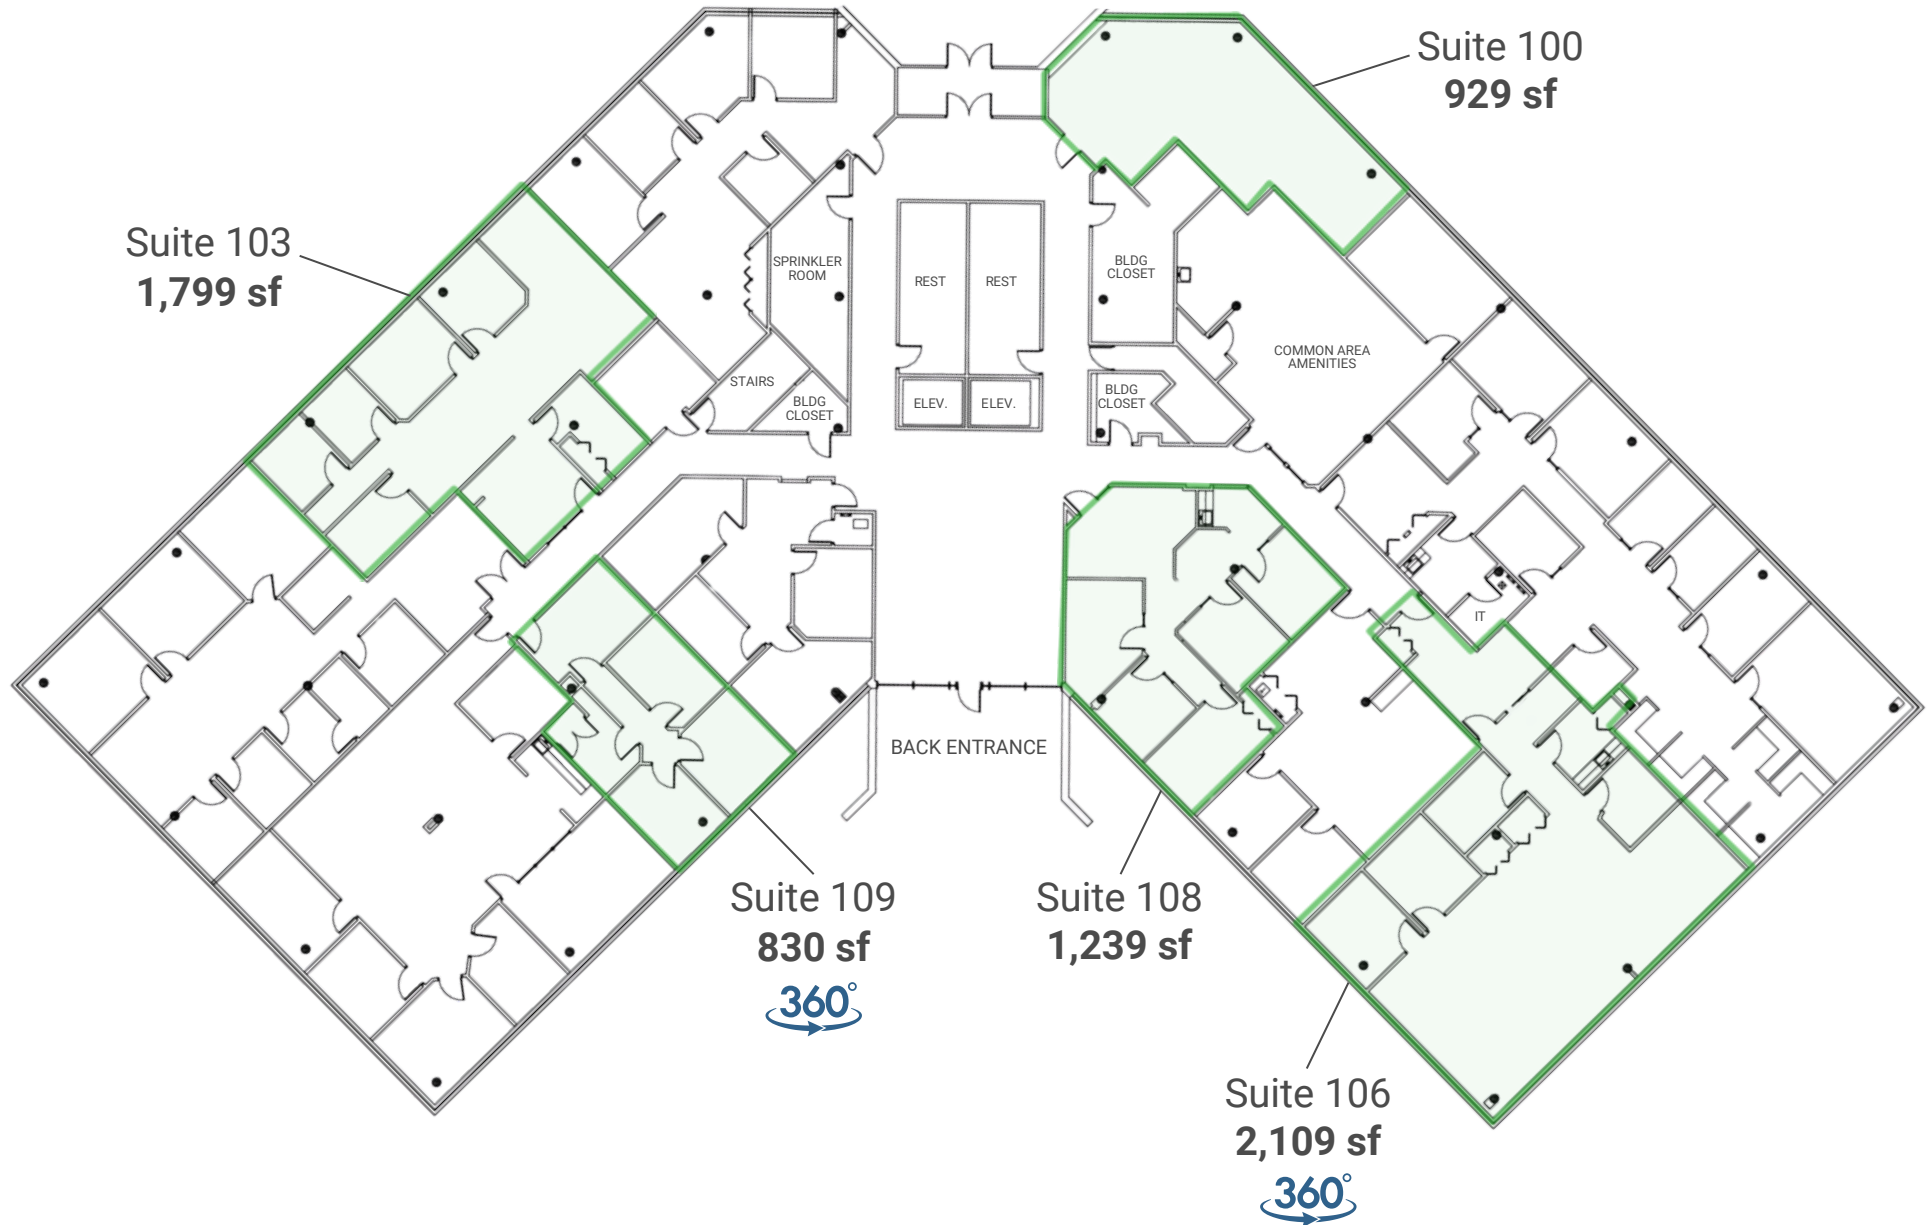 Suite 100
929 sf
Suite 103
1,799 sf
SPRINKLER
ROOM
REST
REST
BLDG
CLOSET
COMMON AREA
AMENITIES
STAIRS
BLDG
CLOSET
ELEV.
ELEV.
BLDG
CLOSET
IT
BACK ENTRANCE
Suite 109
830 sf
360°
Suite 108
1,239 sf
Suite 106
2,109 sf
360°